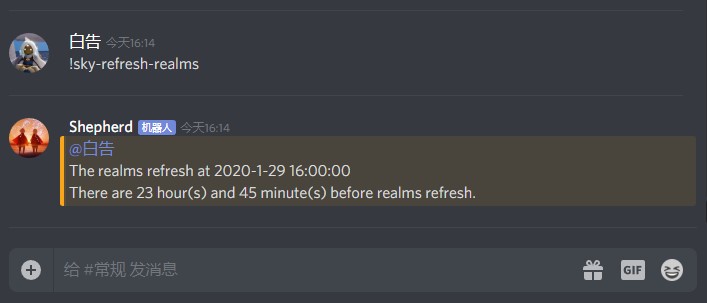 白告 今天16:14
!sky-refresh-realms
Shepherd 机器人 今天16:14
@白告
The realms refresh at 2020-1-29 16:00:00
There are 23 hour(s) and 45 minute(s) before realms refresh.
给 #常规 发消息
GIF